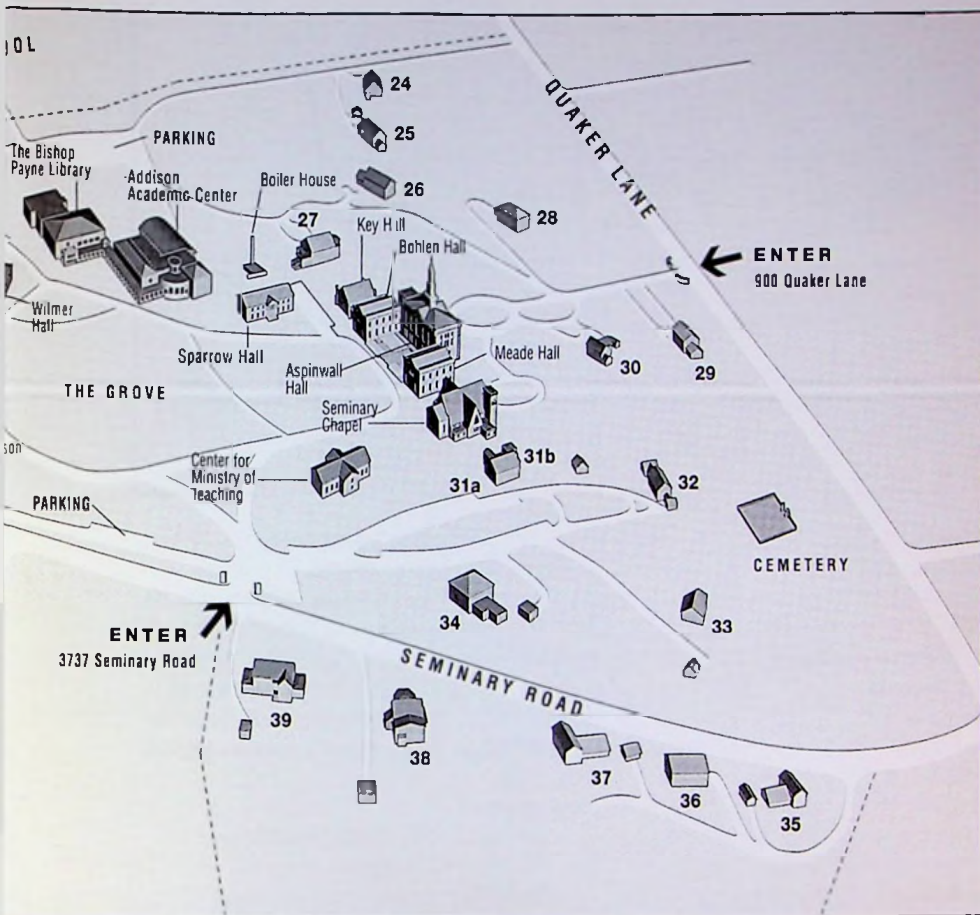 OOL
24
QUAKER LANE
25
PARKING
The Bishop
Payne Library
Addison
Academic Center
Boiler House
26
28
27
Key Hall
Bohlen Hall
ENTER
900 Quaker Lane
Wilmer
Hall
Sparrow Hall
Aspinwall
Hall
Meade Hall
30
29
THE GROVE
Seminary
Chapel
son
Center for
Ministry of
Teaching
31b
31a
32
PARKING
CEMETERY
34
33
ENTER
3737 Seminary Road
SEMINARY ROAD
39
38
37
36
35